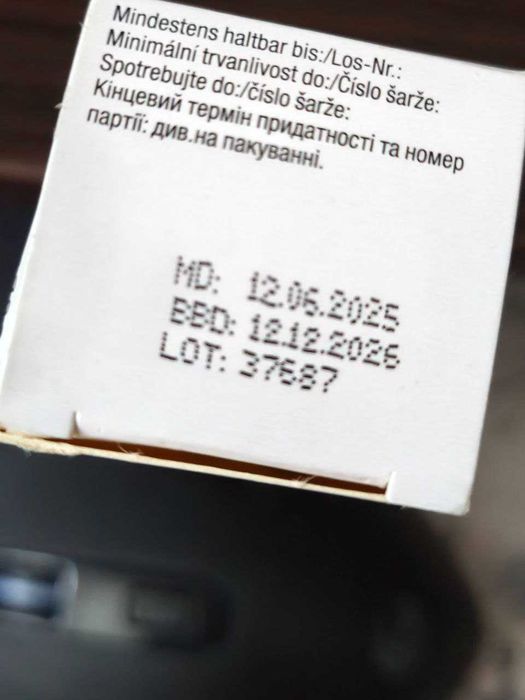 Mindestens haltbar bis:/Los-Nr.:
Minimální trvanlivost do:/Číslo šarže:
Spotrebujte do:/číslo šarže:
Кінцевий термін придатності та номер
партії: див.на пакуванні.
MD: 12.06.2025
BBD: 12.12.2026
LOT: 37687